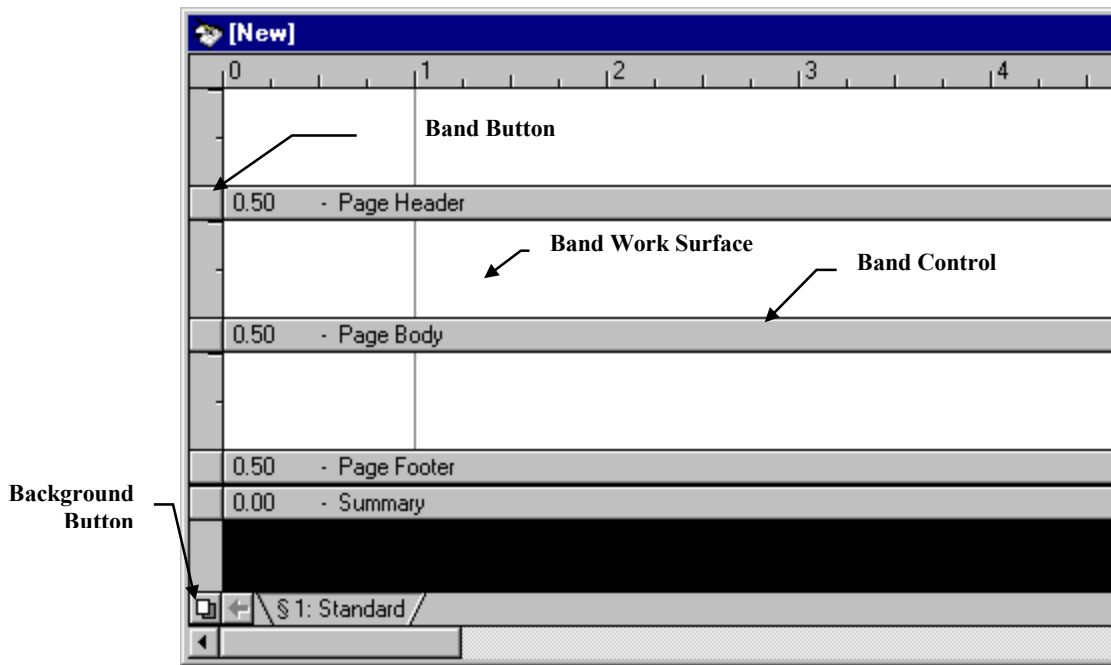 [New]
0 1 2 3 4
Band Button
0.50 - Page Header
Band Work Surface
Band Control
0.50 - Page Body
0.50 - Page Footer
Background
Button
0.00 - Summary
§ 1: Standard